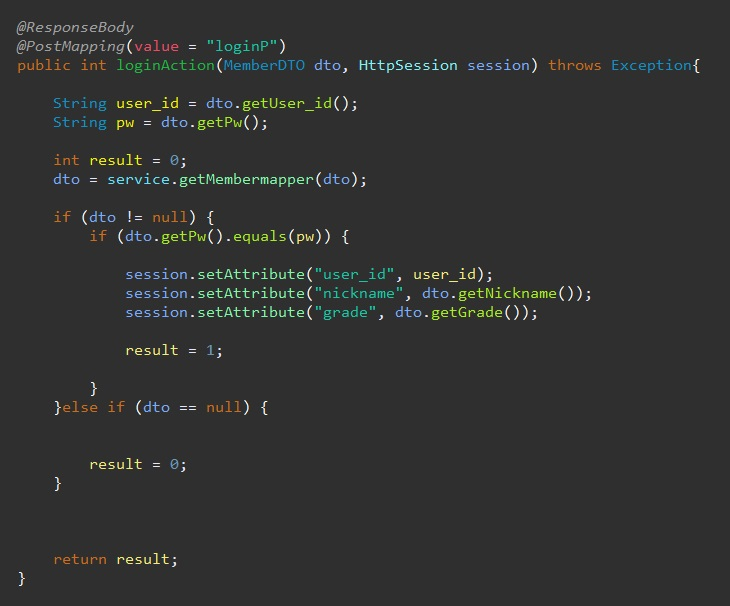 @ResponseBody
@PostMapping(value = "loginP")
public int loginAction(MemberDTO dto, HttpSession session) throws Exception{
String user_id = dto.getUser_id();
String pw = dto.getPw();
int result = 0;
dto = service.getMembermapper(dto);
if (dto != null) {
if (dto.getPw().equals(pw)) {
session.setAttribute("user_id", user_id);
session.setAttribute("nickname", dto.getNickname());
session.setAttribute("grade", dto.getGrade());
result = 1;
}
}else if (dto == null) {
result = 0;
}
return result;
}